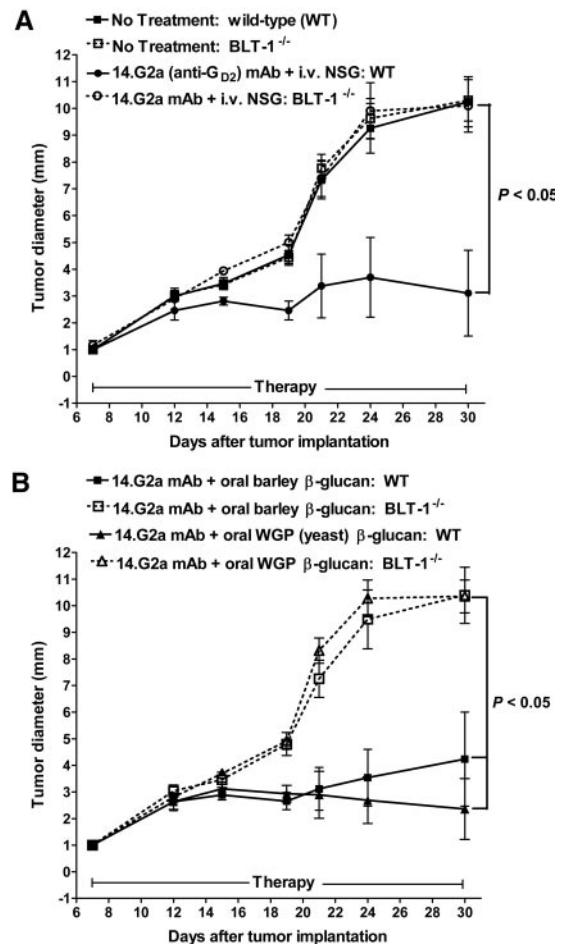 A
No Treatment: wild-type (WT)
No Treatment: BLT-1 -/-
14.G2a (anti-GD2) mAb + i.v. NSG: WT
14.G2a mAb + i.v. NSG: BLT-1 -/-
12
11
10
9
8
7
6
5
4
3
2
1
0
-1
Tumor diameter (mm)
P < 0.05
Therapy
6 8 10 12 14 16 18 20 22 24 26 28 30
Days after tumor implantation
B
14.G2a mAb + oral barley β-glucan: WT
14.G2a mAb + oral barley β-glucan: BLT-1-/-
14.G2a mAb + oral WGP (yeast) β-glucan: WT
14.G2a mAb + oral WGP β-glucan: BLT-1-/-
12
11
10
9
8
7
6
5
4
3
2
1
0
-1
Tumor diameter (mm)
P < 0.05
Therapy
6 8 10 12 14 16 18 20 22 24 26 28 30
Days after tumor implantation